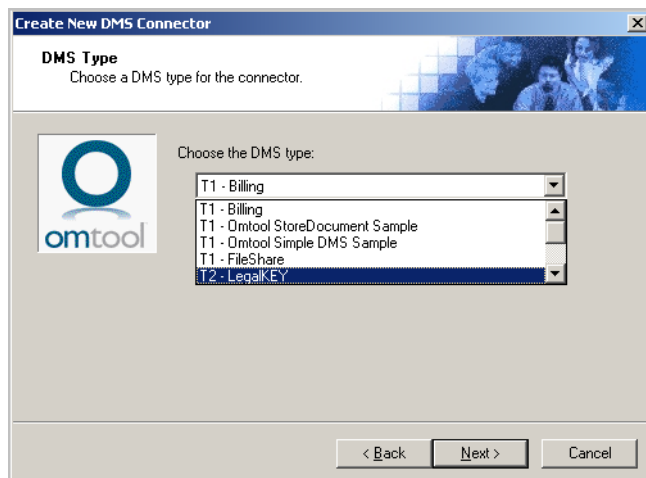 Create New DMS Connector
DMS Type
Choose a DMS type for the connector.
omtool
Choose the DMS type:
T1 - Billing
T1 - Billing
T1 - Omtool StoreDocument Sample
T1 - Omtool Simple DMS Sample
T1 - FileShare
T2 - LegalKEY
< Back
Next >
Cancel